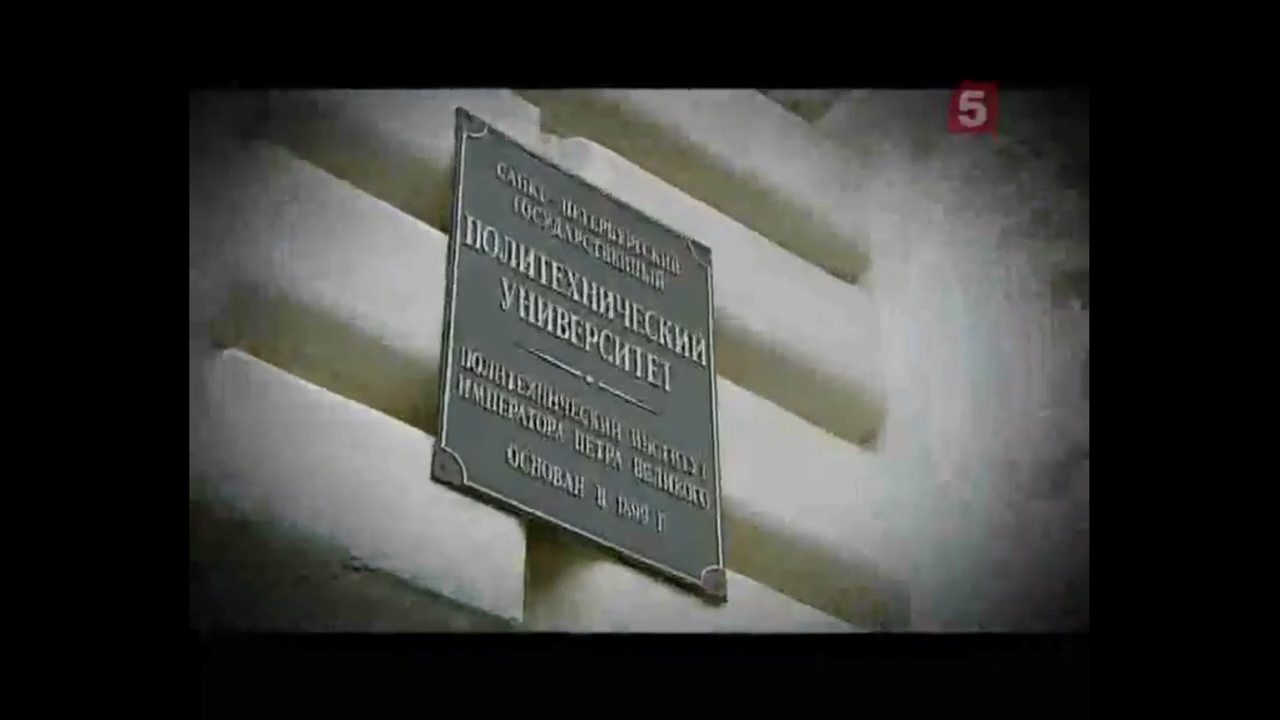 5
САНКТ-ПЕТЕРБУРГСКИЙ
ГОСУДАРСТВЕННЫЙ
ПОЛИТЕХНИЧЕСКИЙ
УНИВЕРСИТЕТ
ПОЛИТЕХНИЧЕСКИЙ ИНСТИТУТ
ИМПЕРАТОРА ПЕТРА ВЕЛИКОГО
ОСНОВАН В 1899 Г